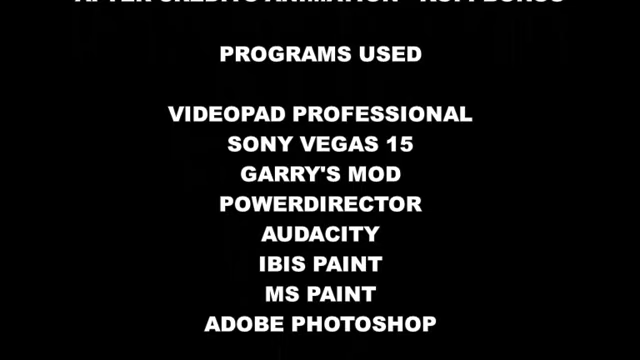 PROGRAMS USED
VIDEOPAD PROFESSIONAL
SONY VEGAS 15
GARRY'S MOD
POWERDIRECTOR
AUDACITY
IBIS PAINT
MS PAINT
ADOBE PHOTOSHOP